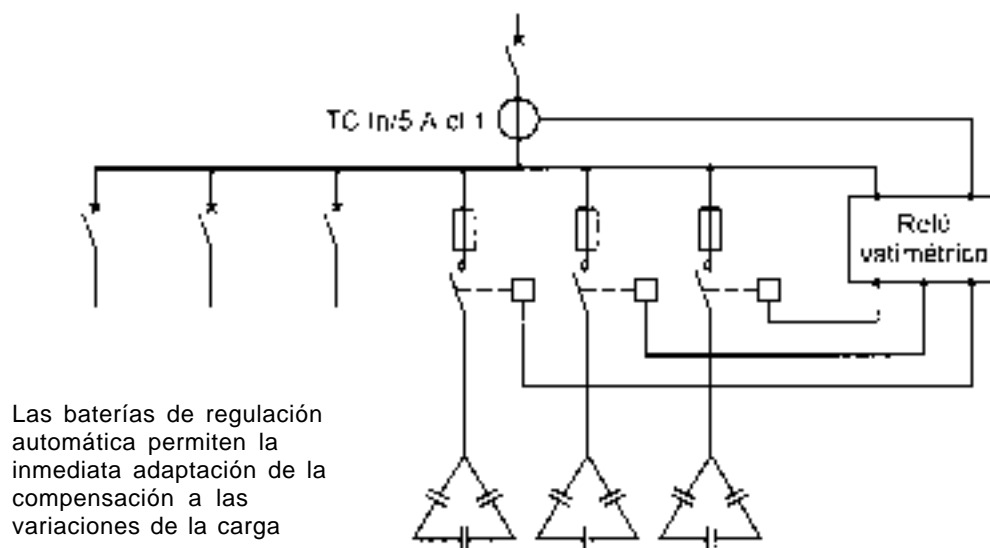 TC In/5 A cl 1
Relé
vatimétrico
Las baterías de regulación
automática permiten la
inmediata adaptación de la
compensación a las
variaciones de la carga